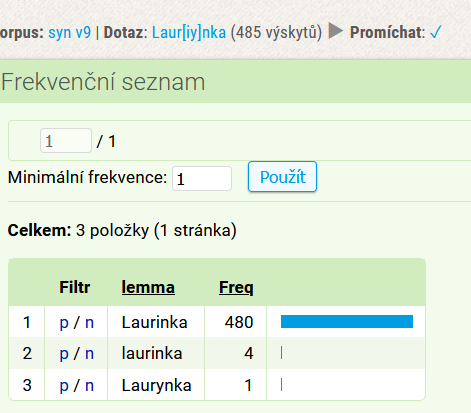 orpus: syn v9 | Dotaz: Laur[iy]nka (485 výskytů) ▶ Promíchat: ✓
Frekvenční seznam
1 / 1
Minimální frekvence: 1 Použít
Celkem: 3 položky (1 stránka)
Filtr lemma Freq
1 p / n Laurinka 480
2 p / n laurinka 4
3 p / n Laurynka 1